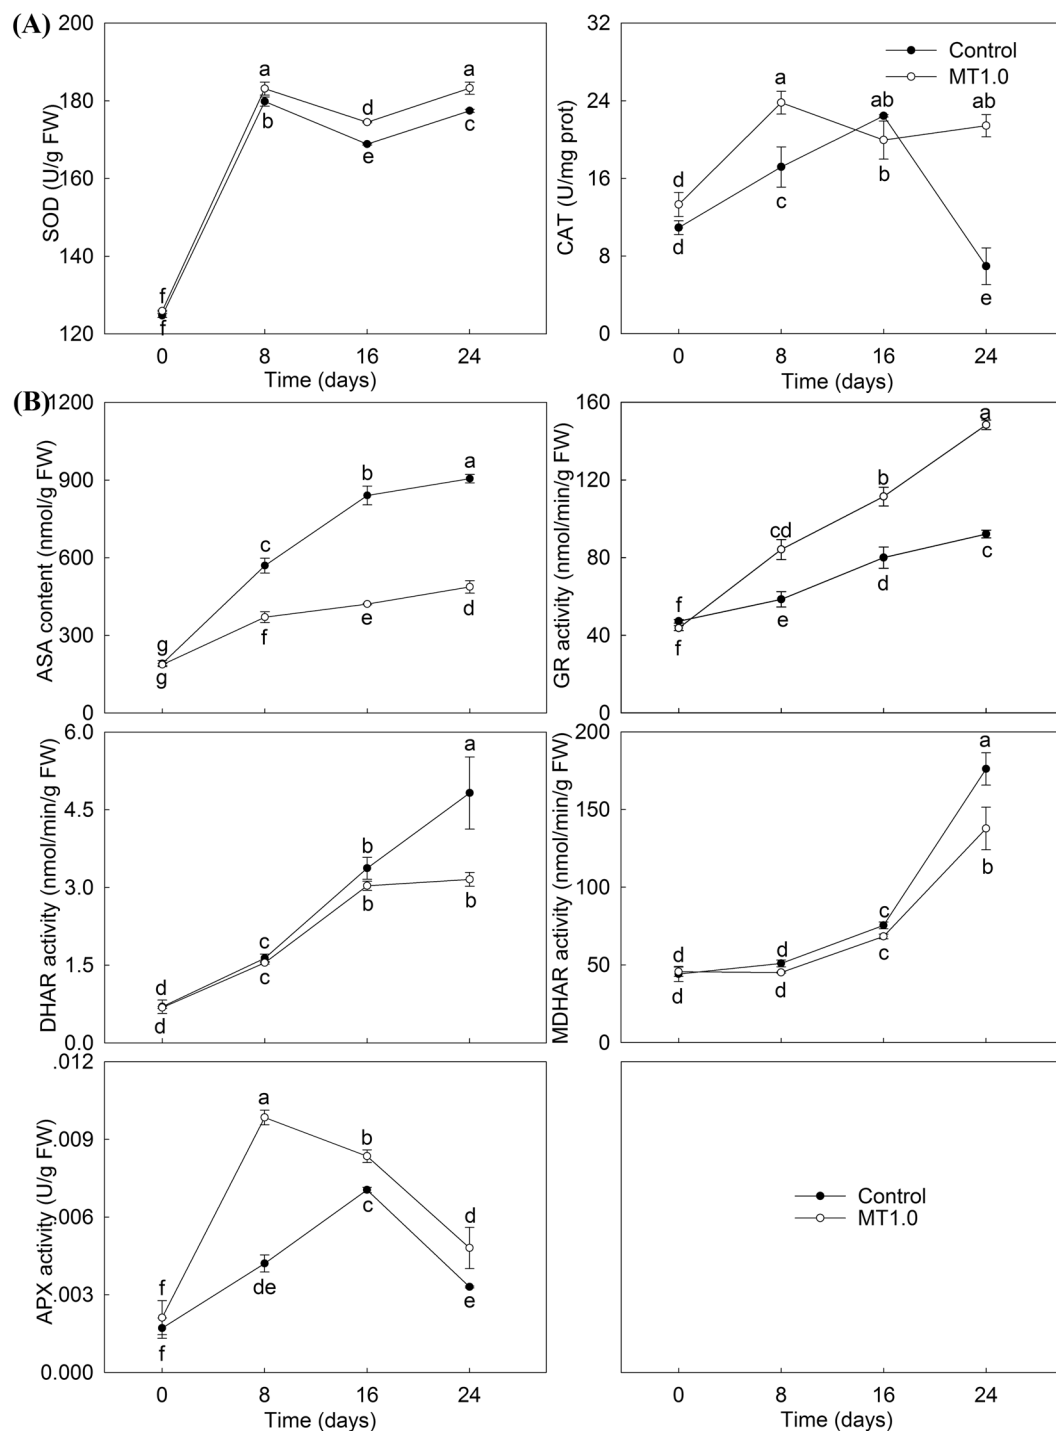 (A)
SOD (U/g FW)
200
180
160
140
120
a
b
d
e
a
c
f
f
0 8 16 24
Time (days)
CAT (U/mg prot)
32
24
16
8
0
Control
MT1.0
d
d
a
c
ab
b
ab
e
0 8 16 24
Time (days)
(B)
ASA content (nmol/g FW)
1200
900
600
300
0
g
g
c
f
b
e
a
d
GR activity (nmol/min/g FW)
160
120
80
40
0
f
f
cd
e
b
d
a
c
DHAR activity (nmol/min/g FW)
6.0
4.5
3.0
1.5
0.0
d
d
c
c
b
b
a
b
MDHAR activity (nmol/min/g FW)
200
150
100
50
0
d
d
d
d
c
c
a
b
APX activity (U/g FW)
.012
.009
.006
.003
0.000
f
f
a
de
b
c
d
e
0 8 16 24
Time (days)
Control
MT1.0
0 8 16 24
Time (days)